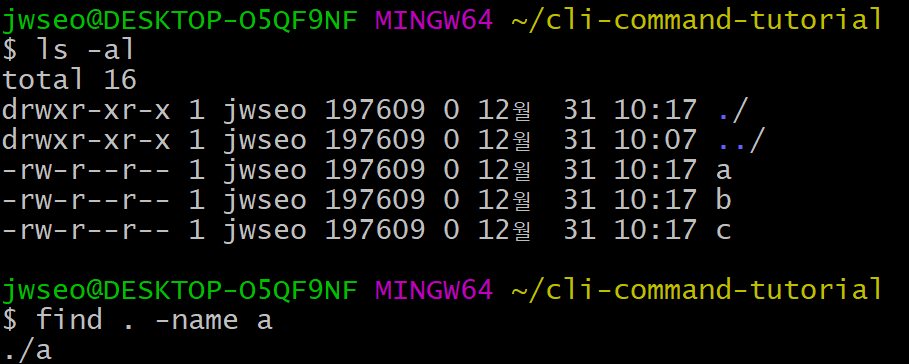 jwseo@DESKTOP-O5QF9NF MINGW64 ~/cli-command-tutorial
$ ls -al
total 16
drwxr-xr-x 1 jwseo 197609 0 12월  31 10:17 ./
drwxr-xr-x 1 jwseo 197609 0 12월  31 10:07 ../
-rw-r--r-- 1 jwseo 197609 0 12월  31 10:17 a
-rw-r--r-- 1 jwseo 197609 0 12월  31 10:17 b
-rw-r--r-- 1 jwseo 197609 0 12월  31 10:17 c
jwseo@DESKTOP-O5QF9NF MINGW64 ~/cli-command-tutorial
$ find . -name a
./a